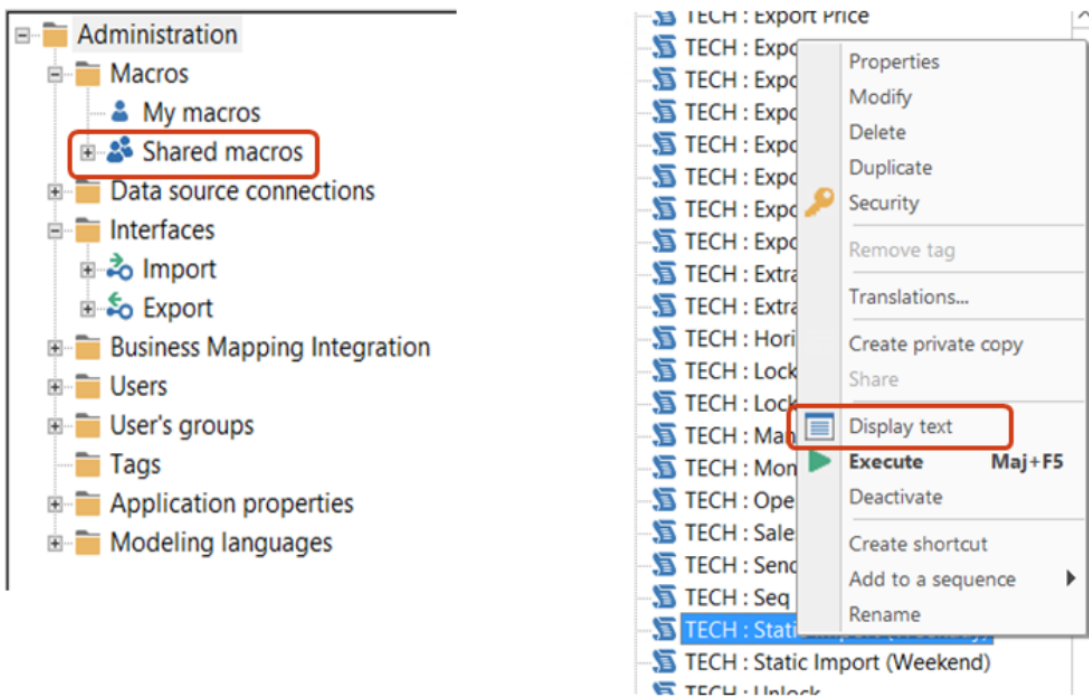 Administration
Macros
My macros
Shared macros
Data source connections
Interfaces
Import
Export
Business Mapping Integration
Users
User's groups
Tags
Application properties
Modeling languages
TECH : Export Price
TECH : Expo
TECH : Expo
TECH : Expo
TECH : Expo
TECH : Expo
TECH : Expo
TECH : Expo
TECH : Extra
TECH : Extra
TECH : Hori
TECH : Lock
TECH : Lock
TECH : Man
TECH : Mon
TECH : Ope
TECH : Sale
TECH : Send
TECH : Seq
TECH : Stati
TECH : Static Import (Weekend)
TECH : Unlock
Properties
Modify
Delete
Duplicate
Security
Remove tag
Translations...
Create private copy
Share
Display text
Execute Maj+F5
Deactivate
Create shortcut
Add to a sequence
Rename